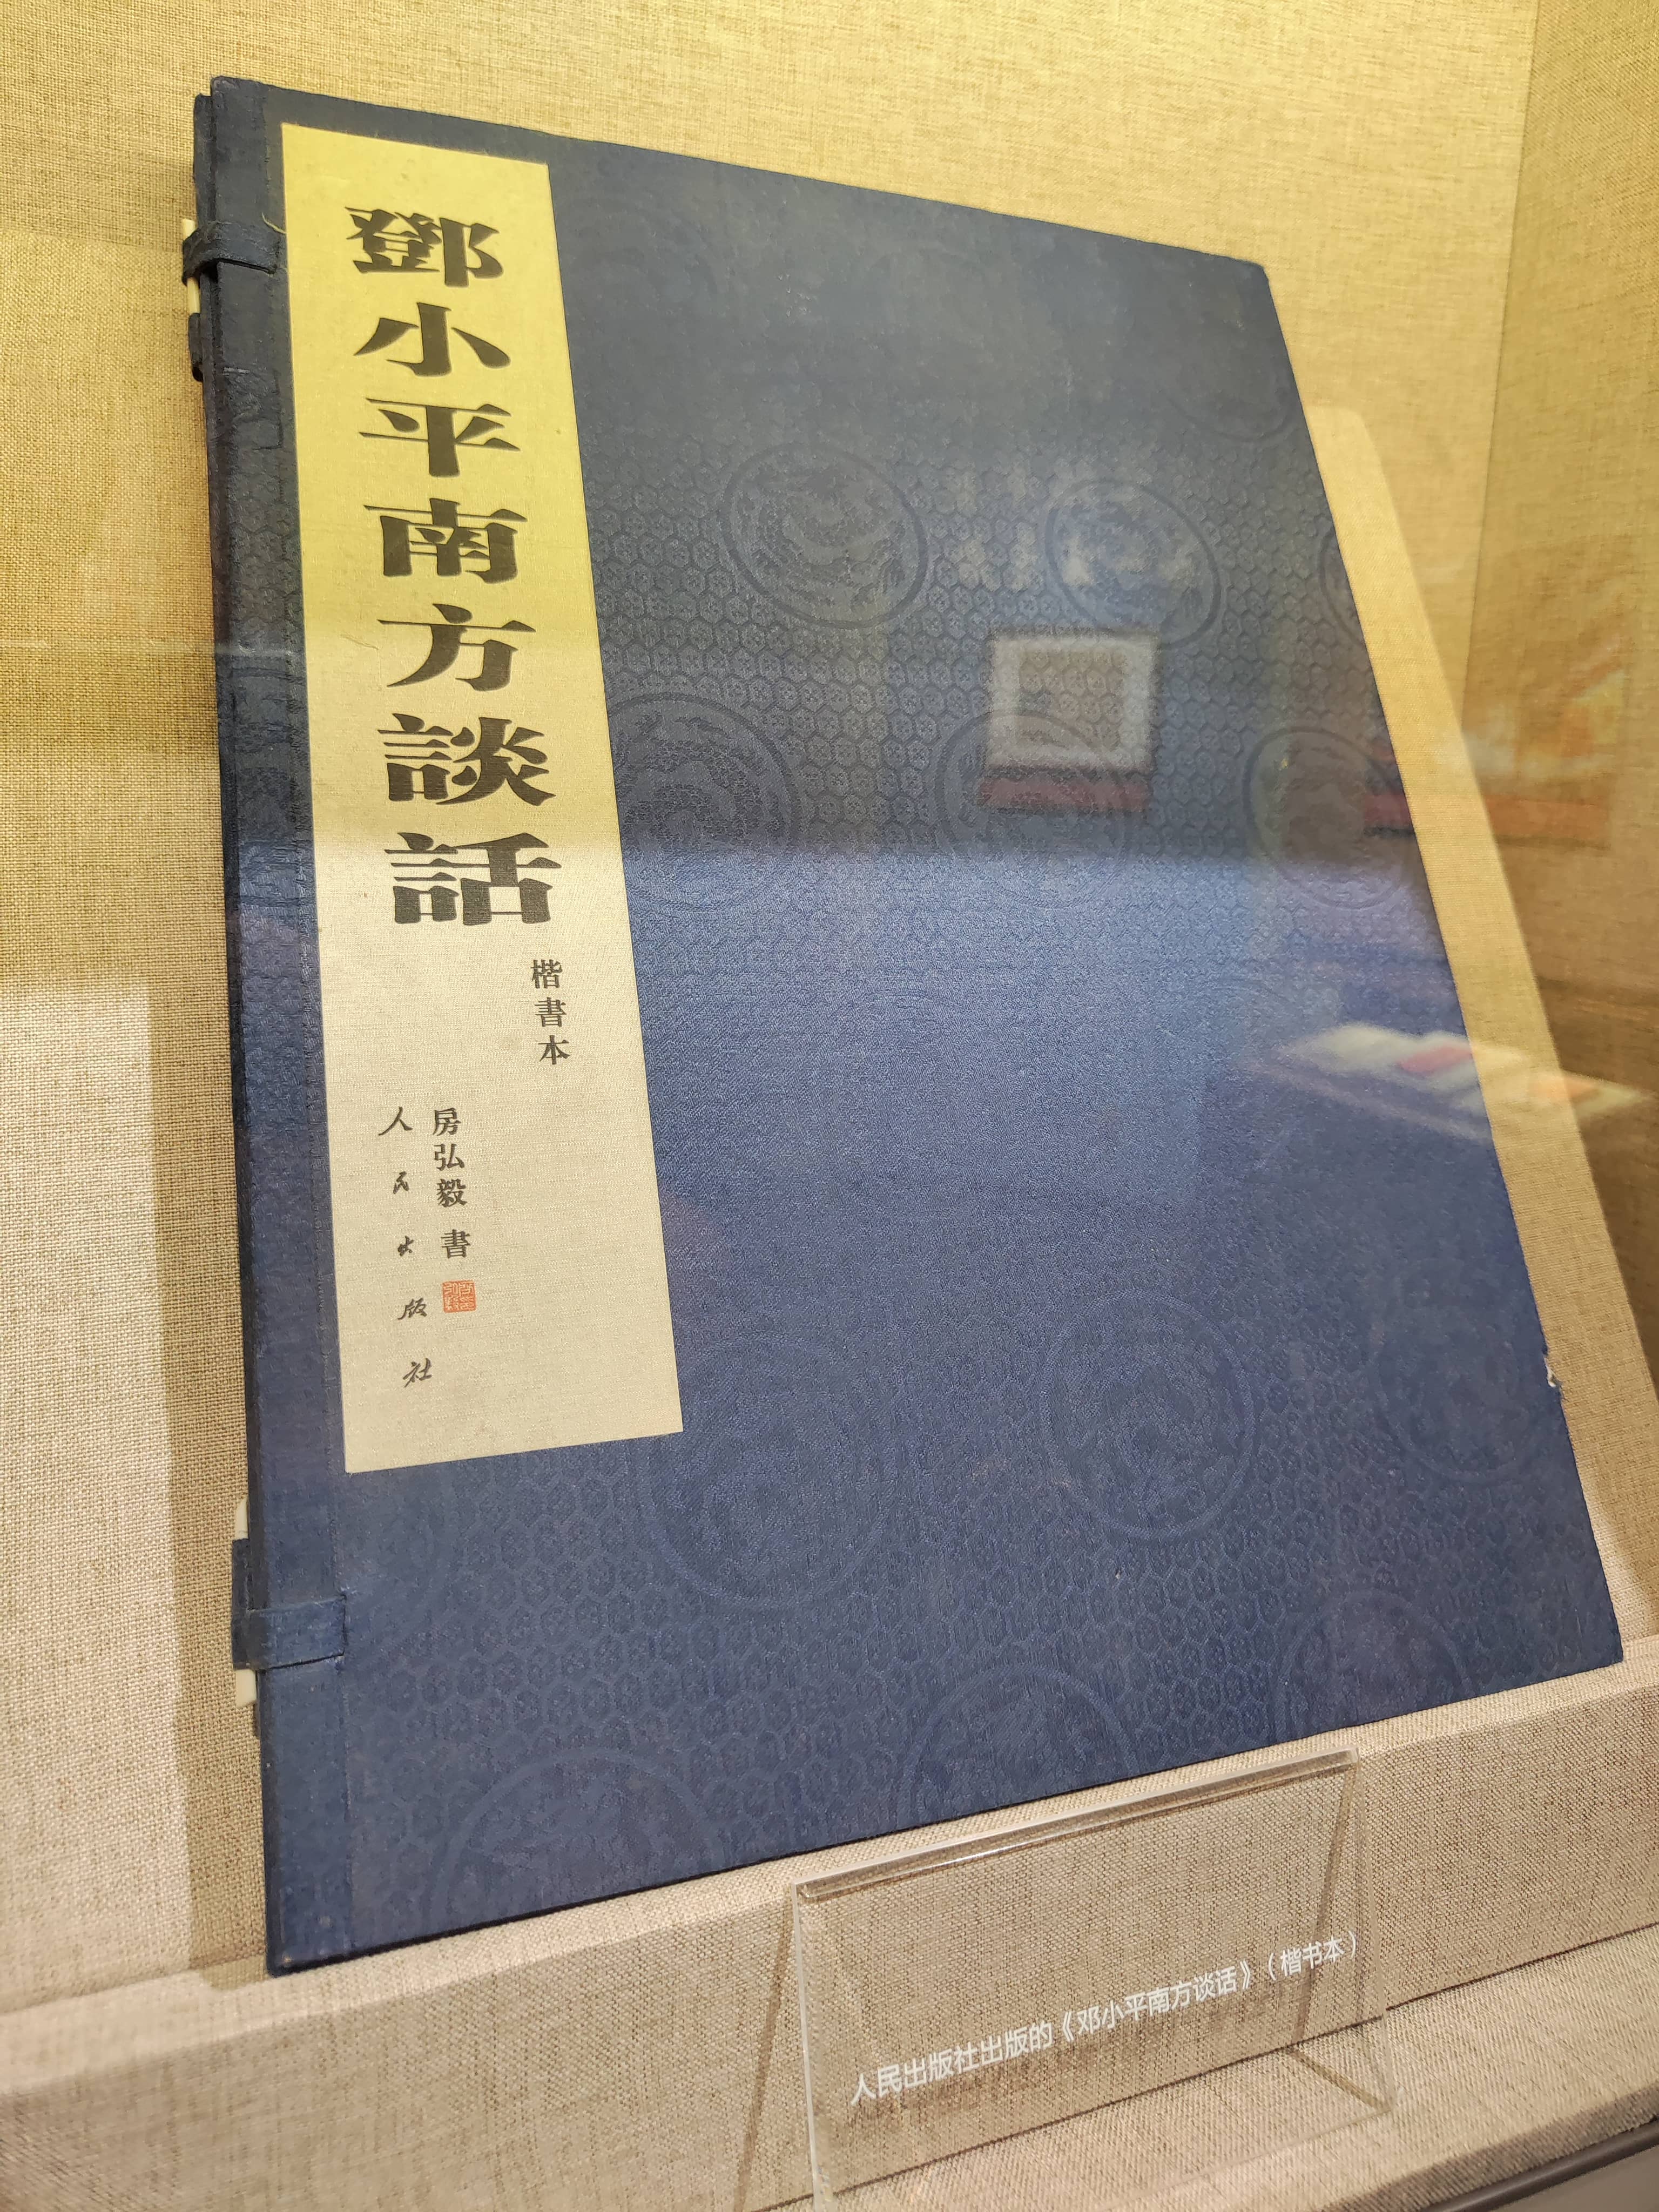 鄧小平南方談話
楷書本
房弘毅 書
人民出版社
人民出版社出版的《邓小平南方谈话》（楷书本）